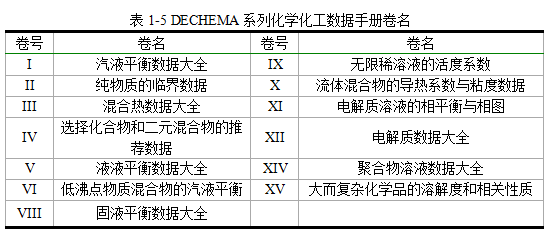 表 1-5 DECHEMA 系列化学化工数据手册卷名
卷号 卷名 卷号 卷名
I 汽液平衡数据大全 IX 无限稀溶液的活度系数
II 纯物质的临界数据 X 流体混合物的导热系数与粘度数据
III 混合热数据大全 XI 电解质溶液的相平衡与相图
IV 选择化合物和二元混合物的推 XII 电解质数据大全
荐数据
V 液液平衡数据大全 XIV 聚合物溶液数据大全
VI 低沸点物质混合物的汽液平衡 XV 大而复杂化学品的溶解度和相关性质
VIII 固液平衡数据大全